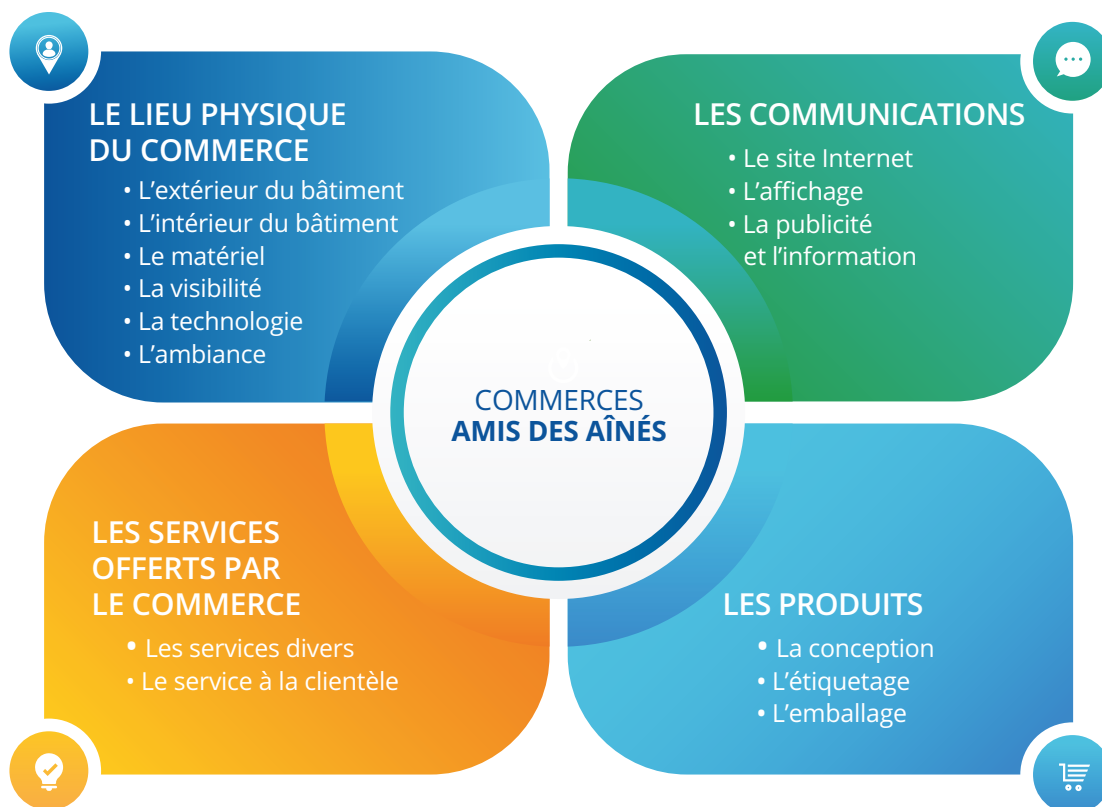 LE LIEU PHYSIQUE
DU COMMERCE
• L'extérieur du bâtiment
• L'intérieur du bâtiment
• Le matériel
• La visibilité
• La technologie
• L'ambiance
LES COMMUNICATIONS
• Le site Internet
• L'affichage
• La publicité
et l'information
COMMERCES
AMIS DES AÎNÉS
LES SERVICES
OFFERTS PAR
LE COMMERCE
• Les services divers
• Le service à la clientèle
LES PRODUITS
• La conception
• L'étiquetage
• L'emballage